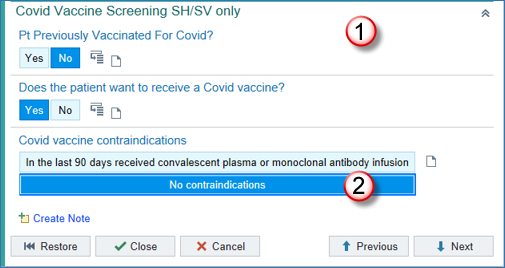 Covid Vaccine Screening SH/SV only
1
Pt Previously Vaccinated For Covid?
Yes No
Does the patient want to receive a Covid vaccine?
Yes No
Covid vaccine contraindications
In the last 90 days received convalescent plasma or monoclonal antibody infusion
No contraindications 2
Create Note
Restore Close Cancel Previous Next